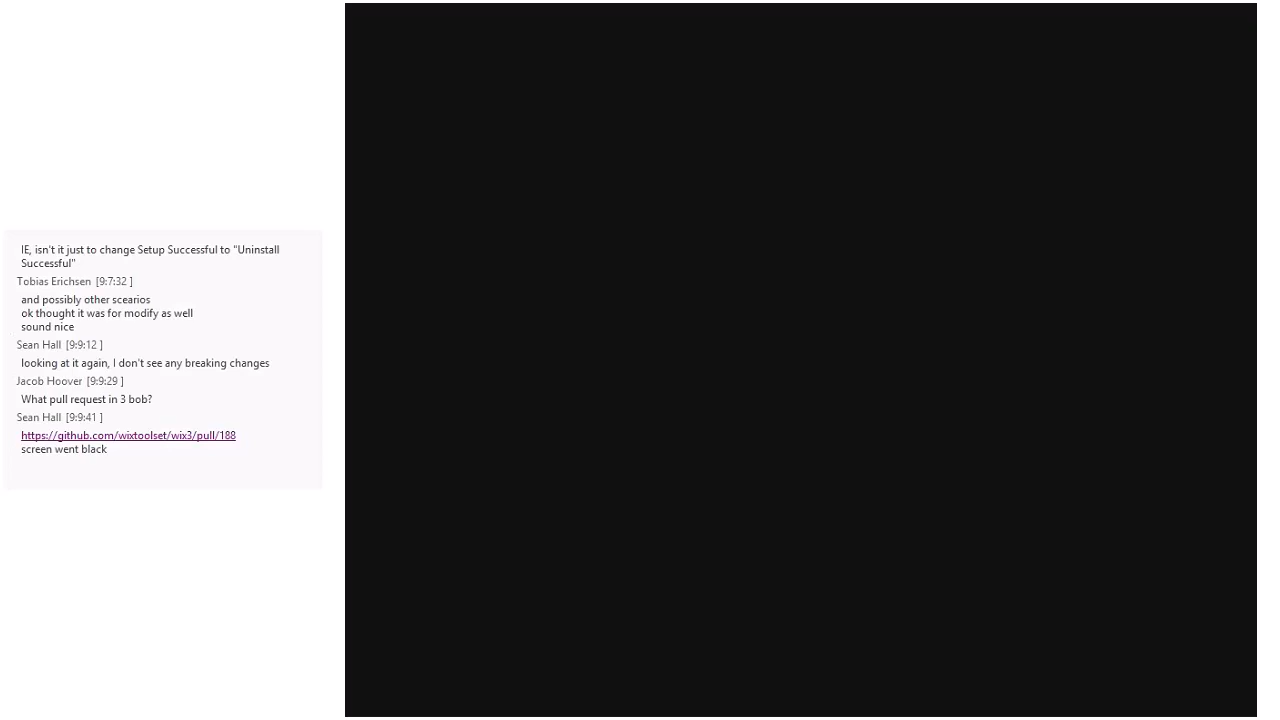 IE, isn't it just to change Setup Successful to "Uninstall
Successful"
Tobias Erichsen [9:7:32 ]
and possibly other scearios
ok thought it was for modify as well
sound nice
Sean Hall [9:9:12 ]
looking at it again, I don't see any breaking changes
Jacob Hoover [9:9:29 ]
What pull request in 3 bob?
Sean Hall [9:9:41 ]
https://github.com/wixtoolset/wix3/pull/188
screen went black